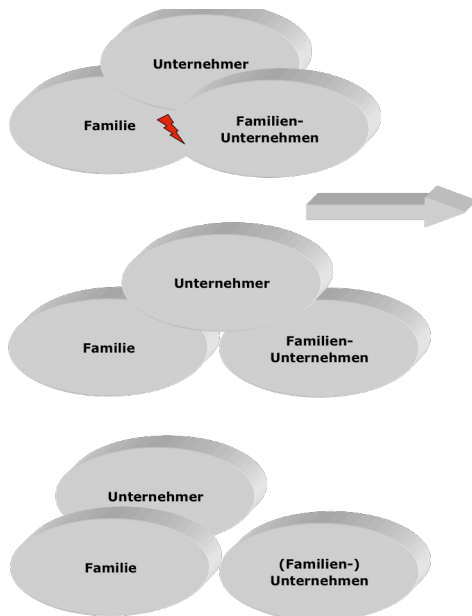 Unternehmer
Familie
Familien-
Unternehmen
Unternehmer
Familie
Familien-
Unternehmen
Unternehmer
Familie
(Familien-)
Unternehmen